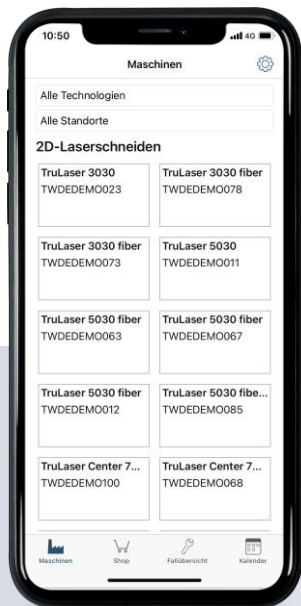 10:50
4G
Maschinen
Alle Technologien
Alle Standorte
2D-Laserschneiden
TruLaser 3030
TWDEDEMO023
TruLaser 3030 fiber
TWDEDEMO078
TruLaser 3030 fiber
TWDEDEMO073
TruLaser 5030
TWDEDEMO011
TruLaser 5030 fiber
TWDEDEMO063
TruLaser 5030 fiber
TWDEDEMO067
TruLaser 5030 fiber
TWDEDEMO012
TruLaser 5030 fibe...
TWDEDEMO085
TruLaser Center 7...
TWDEDEMO100
TruLaser Center 7...
TWDEDEMO068
Maschinen
Shop
Fallübersicht
Kalender